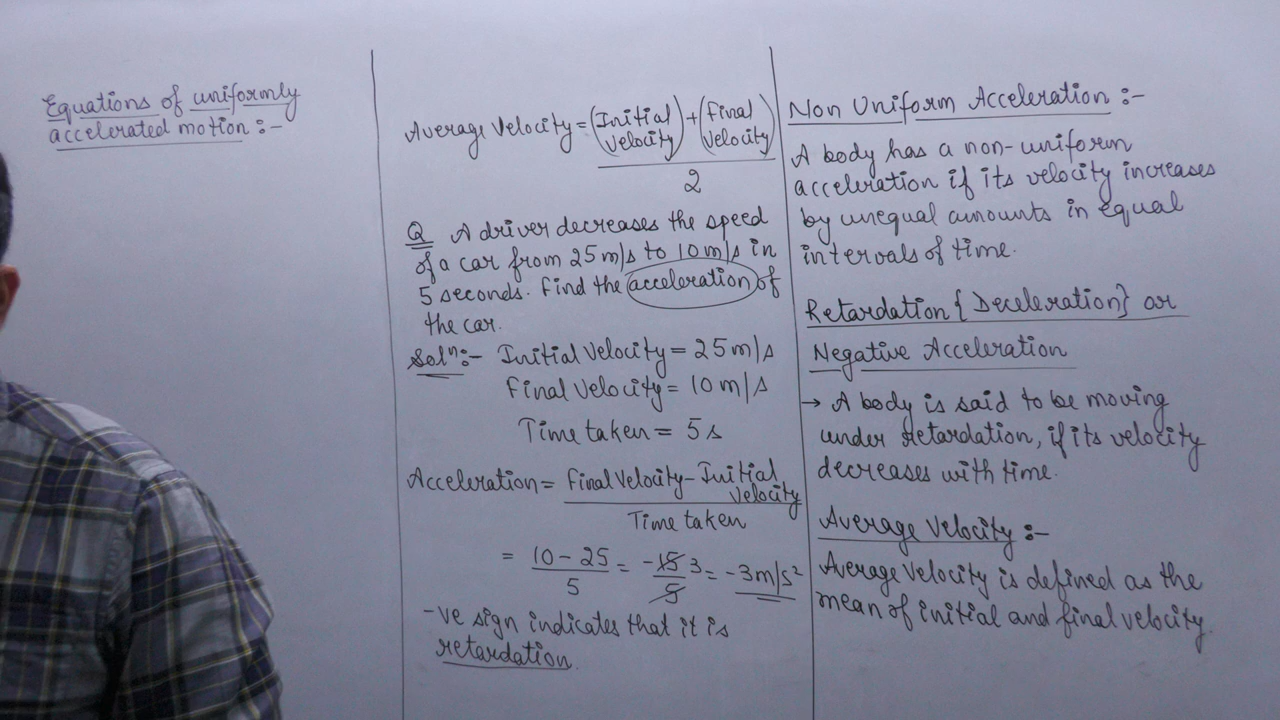 Equations of uniformly
accelerated motion :-
Average Velocity = (Initial Velocity) + (Final Velocity)
2
Q A driver decreases the speed
of a car from 25 m/s to 10 m/s in
5 seconds. Find the acceleration of
the car.
Solⁿ:- Initial Velocity = 25 m/s
Final Velocity = 10 m/s
Time taken = 5 s
Acceleration = Final Velocity - Initial Velocity
Time taken
= 10 - 25 / 5 = -15 / 5 3 = -3 m/s²
-ve sign indicates that it is
retardation.
Non Uniform Acceleration :-
A body has a non-uniform
acceleration if its velocity increases
by unequal amounts in equal
intervals of time.
Retardation {Deceleration} or
Negative Acceleration
→ A body is said to be moving
under retardation, if its velocity
decreases with time.
Average Velocity :-
Average Velocity is defined as the
mean of initial and final velocity.